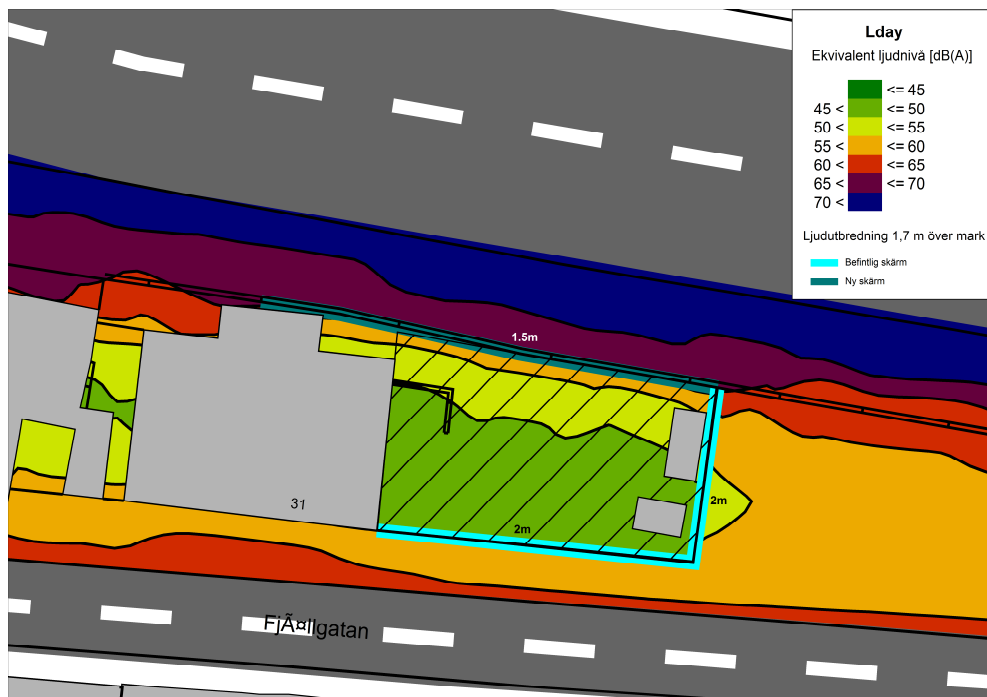 Lday
Ekvivalent ljudnivå [dB(A)]
<= 45
45 < <= 50
50 < <= 55
55 < <= 60
60 < <= 65
65 < <= 70
70 <
Ljudutbredning 1,7 m över mark
Befintlig skärm
Ny skärm
1.5m
2m
31
2m
FjÃ¤llgatan